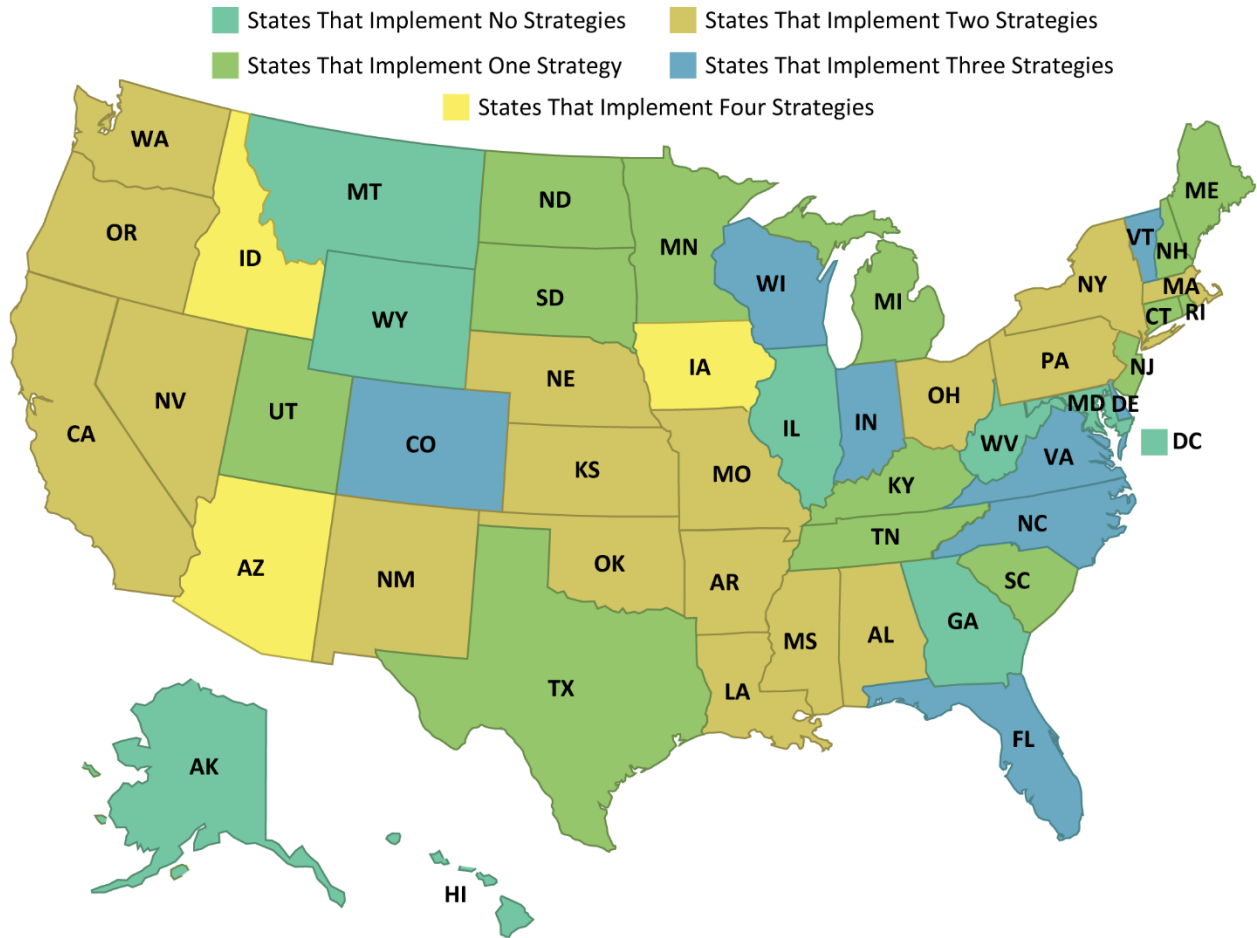 States That Implement No Strategies
States That Implement Two Strategies
States That Implement One Strategy
States That Implement Three Strategies
States That Implement Four Strategies
WA
MT
ND
ME
OR
MN
VT
NH
ID
SD
WI
NY
MA
MI
WY
CT
RI
IA
PA
NJ
NE
NV
UT
OH
MD
DE
IL
IN
CA
CO
WV
DC
VA
KS
MO
KY
NC
TN
AZ
NM
OK
AR
SC
GA
MS
AL
TX
LA
FL
AK
HI